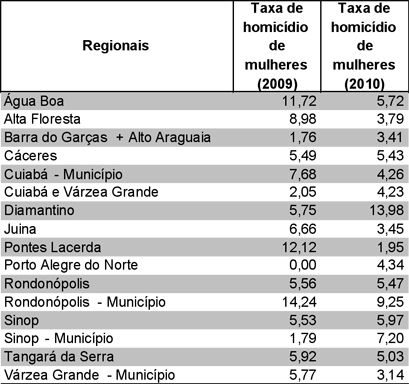 Regionais Taxa de homicídio de mulheres (2009) Taxa de homicídio de mulheres (2010)
Água Boa 11,72 5,72
Alta Floresta 8,98 3,79
Barra do Garças + Alto Araguaia 1,76 3,41
Cáceres 5,49 5,43
Cuiabá - Município 7,68 4,26
Cuiabá e Várzea Grande 2,05 4,23
Diamantino 5,75 13,98
Juina 6,66 3,45
Pontes Lacerda 12,12 1,95
Porto Alegre do Norte 0,00 4,34
Rondonópolis 5,56 5,47
Rondonópolis - Município 14,24 9,25
Sinop 5,53 5,97
Sinop - Município 1,79 7,20
Tangará da Serra 5,92 5,03
Várzea Grande - Município 5,77 3,14